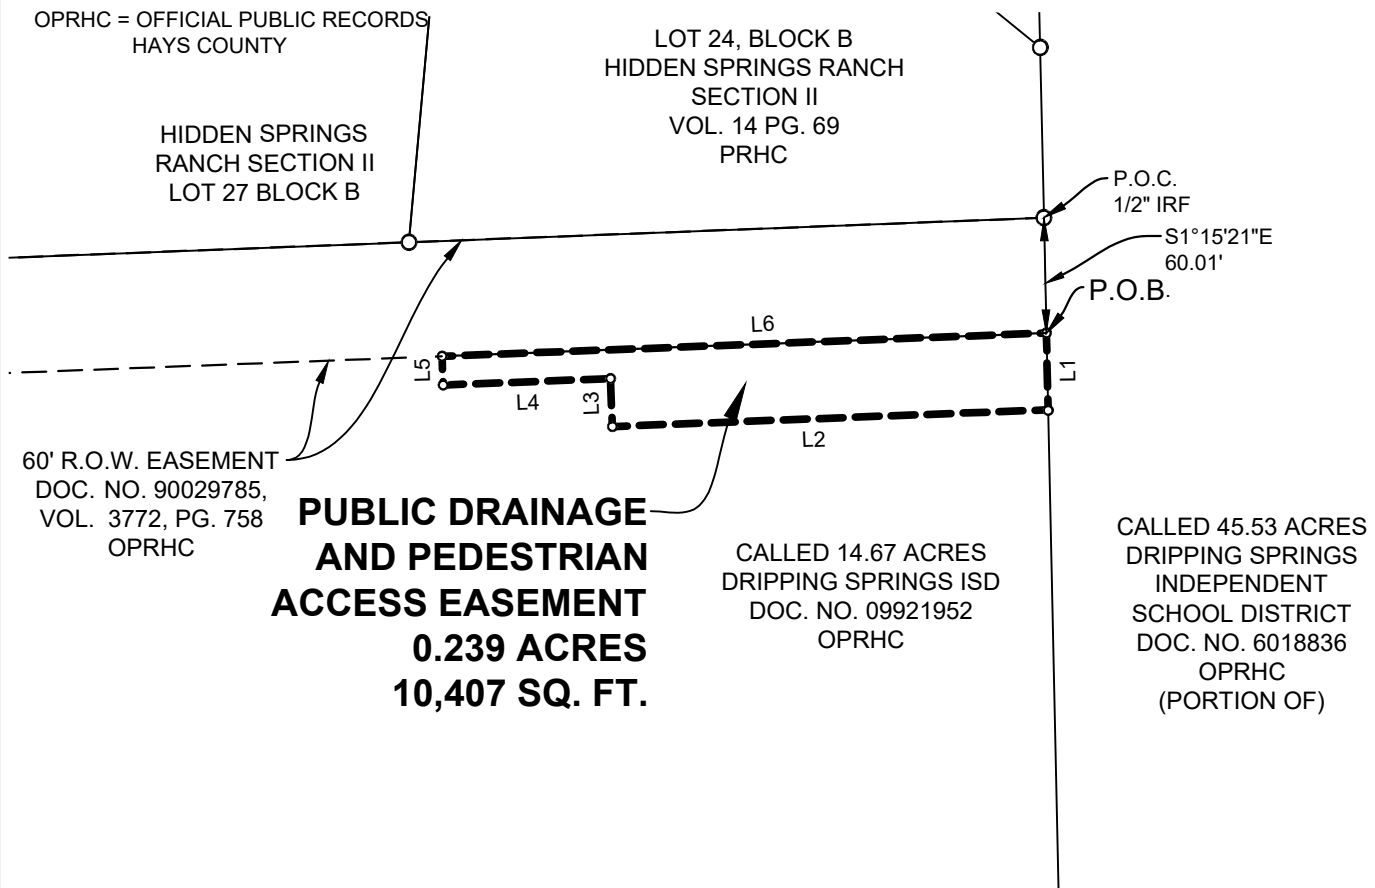 OPRHC = OFFICIAL PUBLIC RECORDS
HAYS COUNTY
LOT 24, BLOCK B
HIDDEN SPRINGS RANCH
SECTION II
VOL. 14 PG. 69
PRHC
HIDDEN SPRINGS
RANCH SECTION II
LOT 27 BLOCK B
P.O.C.
1/2" IRF
S1°15'21"E
60.01'
P.O.B.
L6
L5
L4
L3
L2
L1
60' R.O.W. EASEMENT
DOC. NO. 90029785,
VOL. 3772, PG. 758
OPRHC
PUBLIC DRAINAGE
AND PEDESTRIAN
ACCESS EASEMENT
0.239 ACRES
10,407 SQ. FT.
CALLED 14.67 ACRES
DRIPPING SPRINGS ISD
DOC. NO. 09921952
OPRHC
CALLED 45.53 ACRES
DRIPPING SPRINGS
INDEPENDENT
SCHOOL DISTRICT
DOC. NO. 6018836
OPRHC
(PORTION OF)